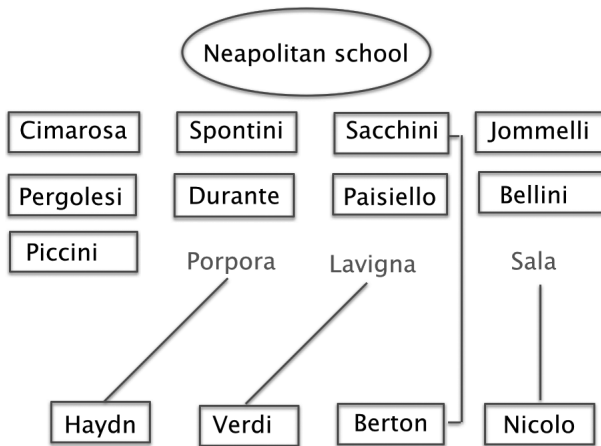 Neapolitan school
Cimarosa Spontini Sacchini Jommelli
Pergolesi Durante Paisiello Bellini
Piccini Porpora Lavigna Sala
Haydn Verdi Berton Nicolo